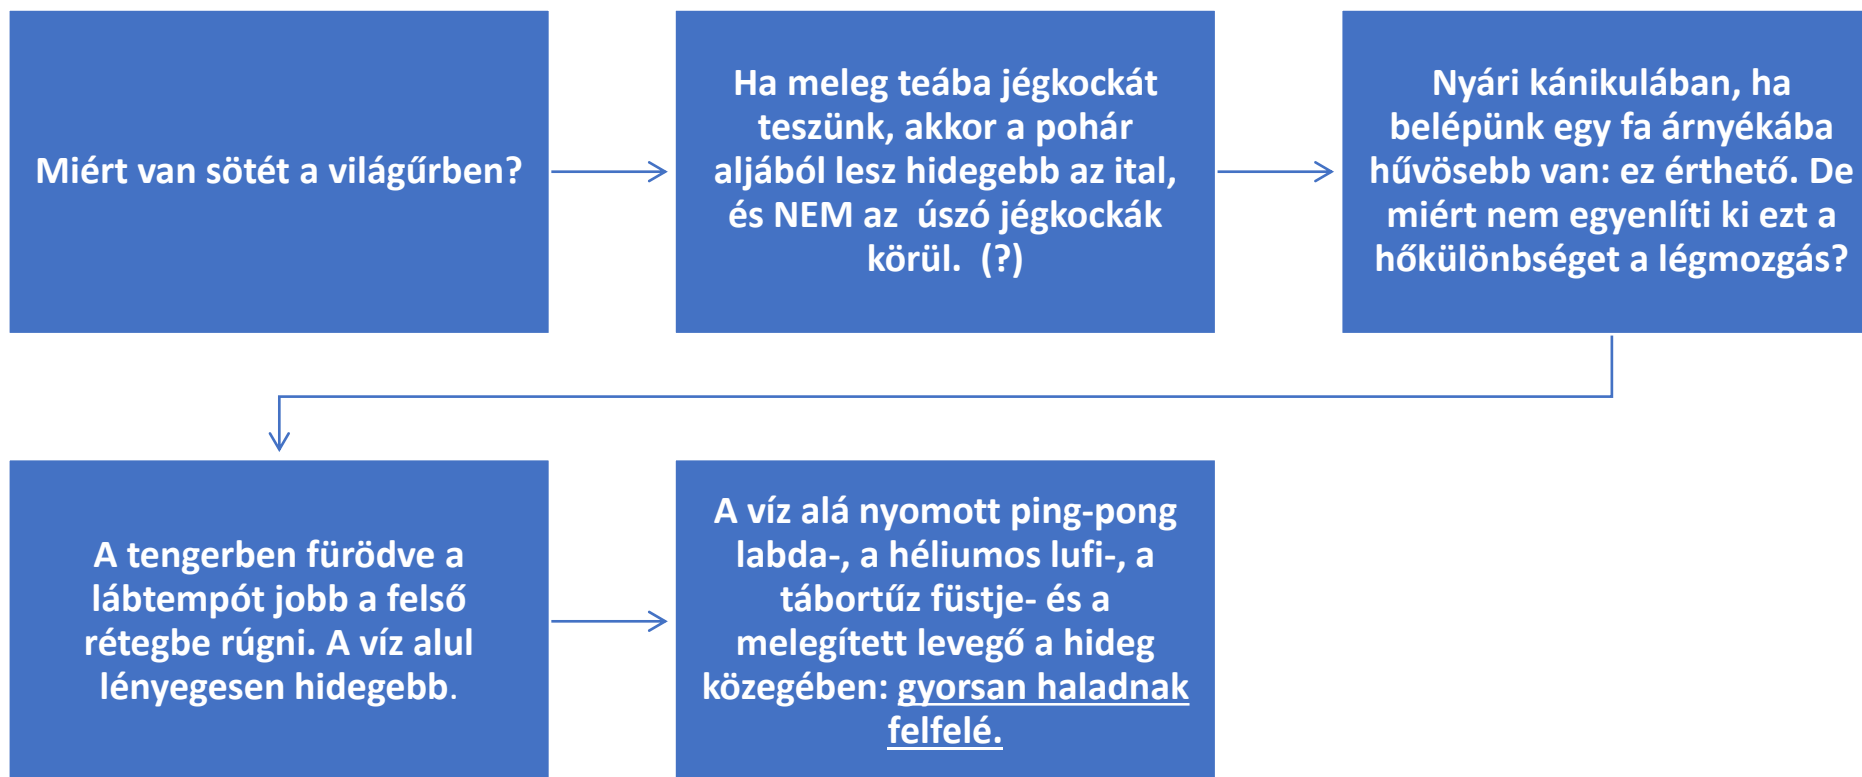 Miért van sötét a világűrben?
Ha meleg teába jégkockát
teszünk, akkor a pohár
aljából lesz hidegebb az ital,
és NEM az  úszó jégkockák
körül.  (?)
Nyári kánikulában, ha
belépünk egy fa árnyékába
hűvösebb van: ez érthető. De
miért nem egyenlíti ki ezt a
hőkülönbséget a légmozgás?
A tengerben fürödve a
lábtempót jobb a felső
rétegbe rúgni. A víz alul
lényegesen hidegebb.
A víz alá nyomott ping-pong
labda-, a héliumos lufi-, a
tábortűz füstje- és a
melegített levegő a hideg
közegében: gyorsan haladnak
felfelé.